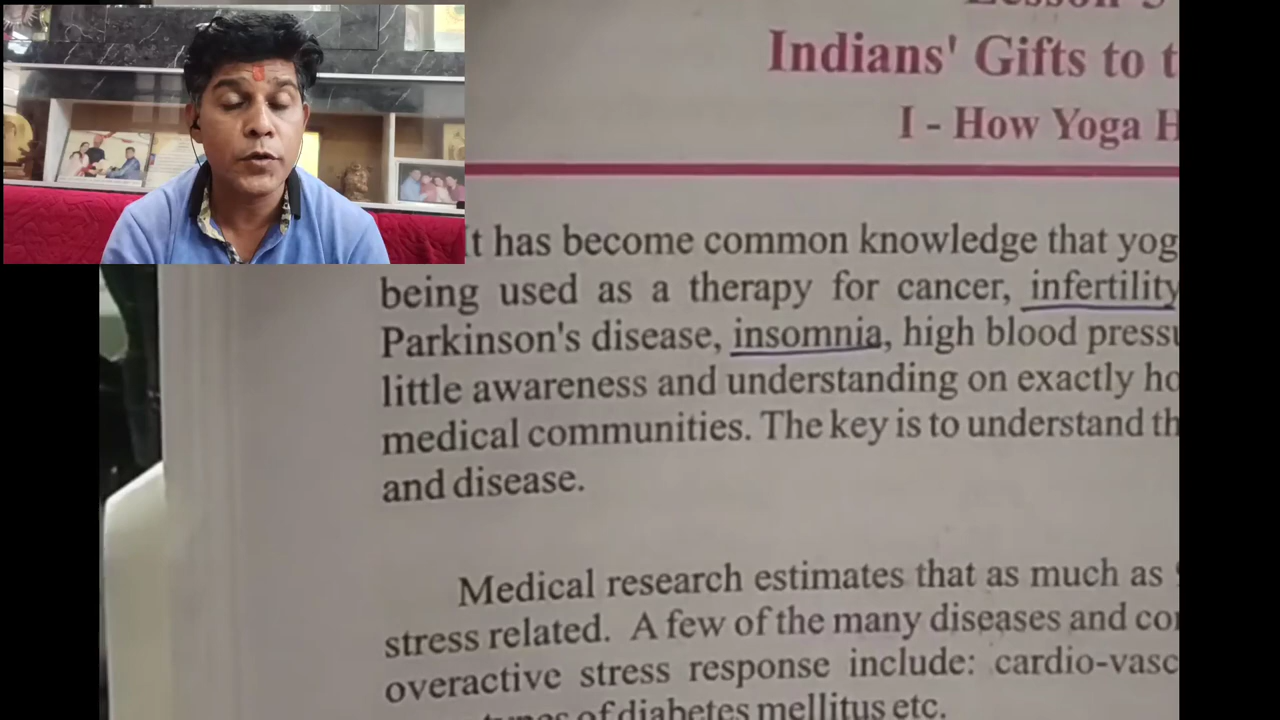 Indians' Gifts to t
I - How Yoga H
t has become common knowledge that yog
being used as a therapy for cancer, infertility
Parkinson's disease, insomnia, high blood pressu
little awareness and understanding on exactly ho
medical communities. The key is to understand th
and disease.
Medical research estimates that as much as
stress related. A few of the many diseases and co
overactive stress response include: cardio-vasc
types of diabetes mellitus etc.